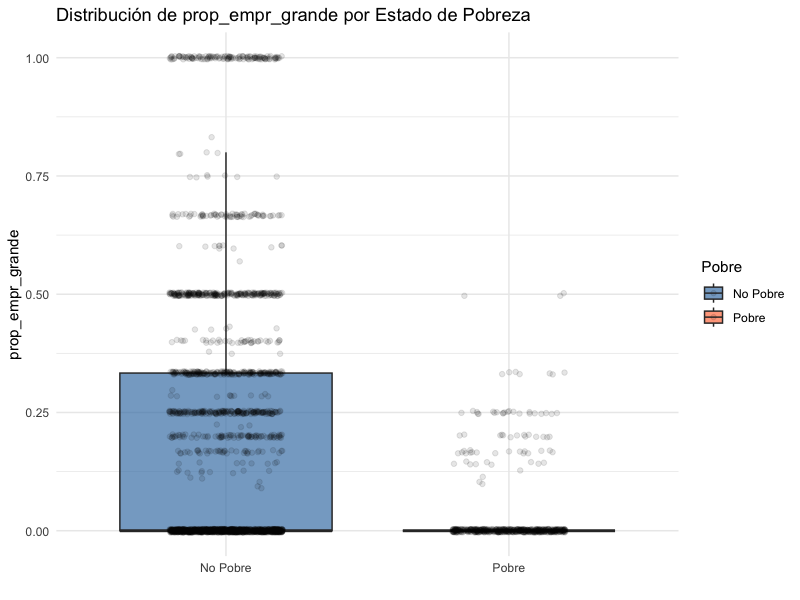 Distribución de prop_empr_grande por Estado de Pobreza
prop_empr_grande
1.00
0.75
0.50
0.25
0.00
No Pobre
Pobre
Pobre
No Pobre
Pobre